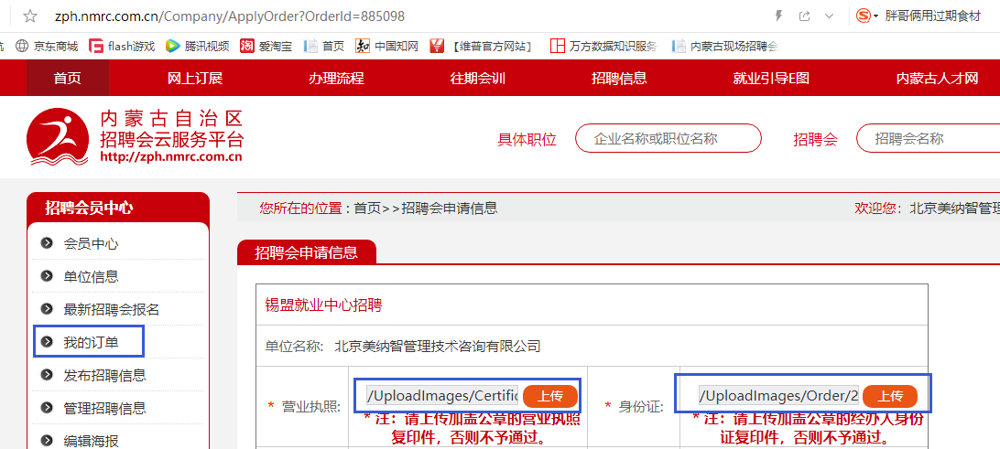 zph.nmrc.com.cn/Company/ApplyOrder?OrderId=885098
胖哥俩用过期食材
京东商城 flash游戏 腾讯视频 爱淘宝 首页 中国知网 【维普官方网站】 万方数据知识服务 内蒙古现场招聘会
首页 网上订展 办理流程 往期会训 招聘信息 就业引导E图 内蒙古人才网
内蒙古自治区
招聘会云服务平台
http://zph.nmrc.com.cn
具体职位 企业名称或职位名称 招聘会 招聘会名称
招聘会员中心
您所在的位置：首页>>招聘会申请信息 欢迎您：北京美纳智管理
会员中心
单位信息
最新招聘会报名
我的订单
发布招聘信息
管理招聘信息
编辑海报
招聘会申请信息
锡盟就业中心招聘
单位名称: 北京美纳智管理技术咨询有限公司
* 营业执照: /UploadImages/Certific 上传 * 身份证: /UploadImages/Order/2 上传
* 注：请上传加盖公章的营业执照
复印件，否则不予通过。
* 注：请上传加盖公章的经办人身份
证复印件，否则不予通过。